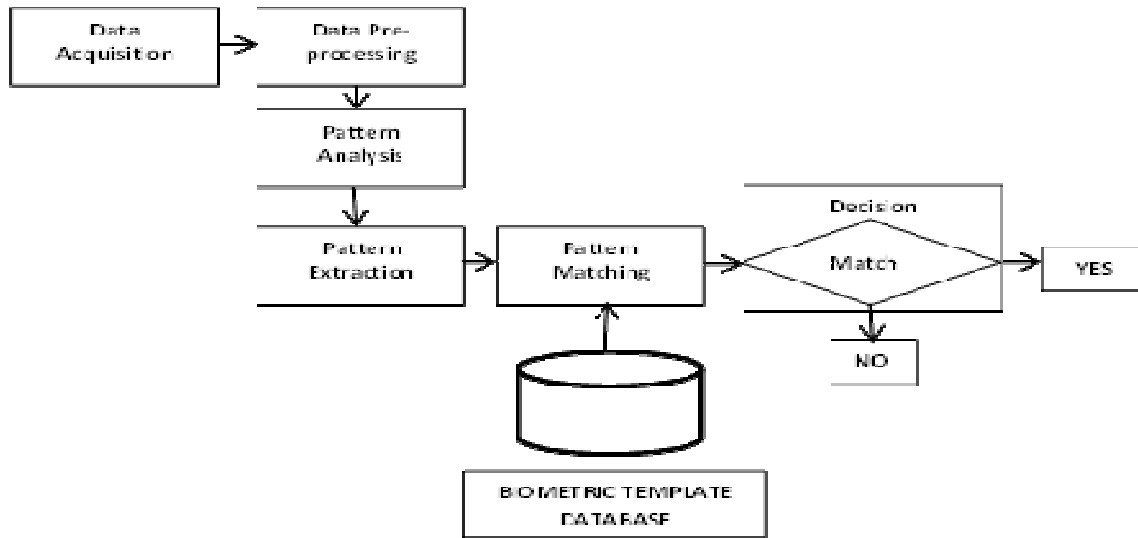 Data
Acquisition
Data Pre-
processing
Pattern
Analysis
Pattern
Extraction
Pattern
Matching
Decision
Match
YES
NO
BIOMETRIC TEMPLATE
DATABASE